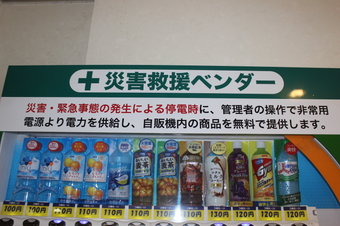 災害救援ベンダー
災害・緊急事態の発生による停電時に、管理者の操作で非常用
電源より電力を供給し、自販機内の商品を無料で提供します。
100円 100円 100円 100円 110円 110円 110円 110円 130円 130円 120円 120円